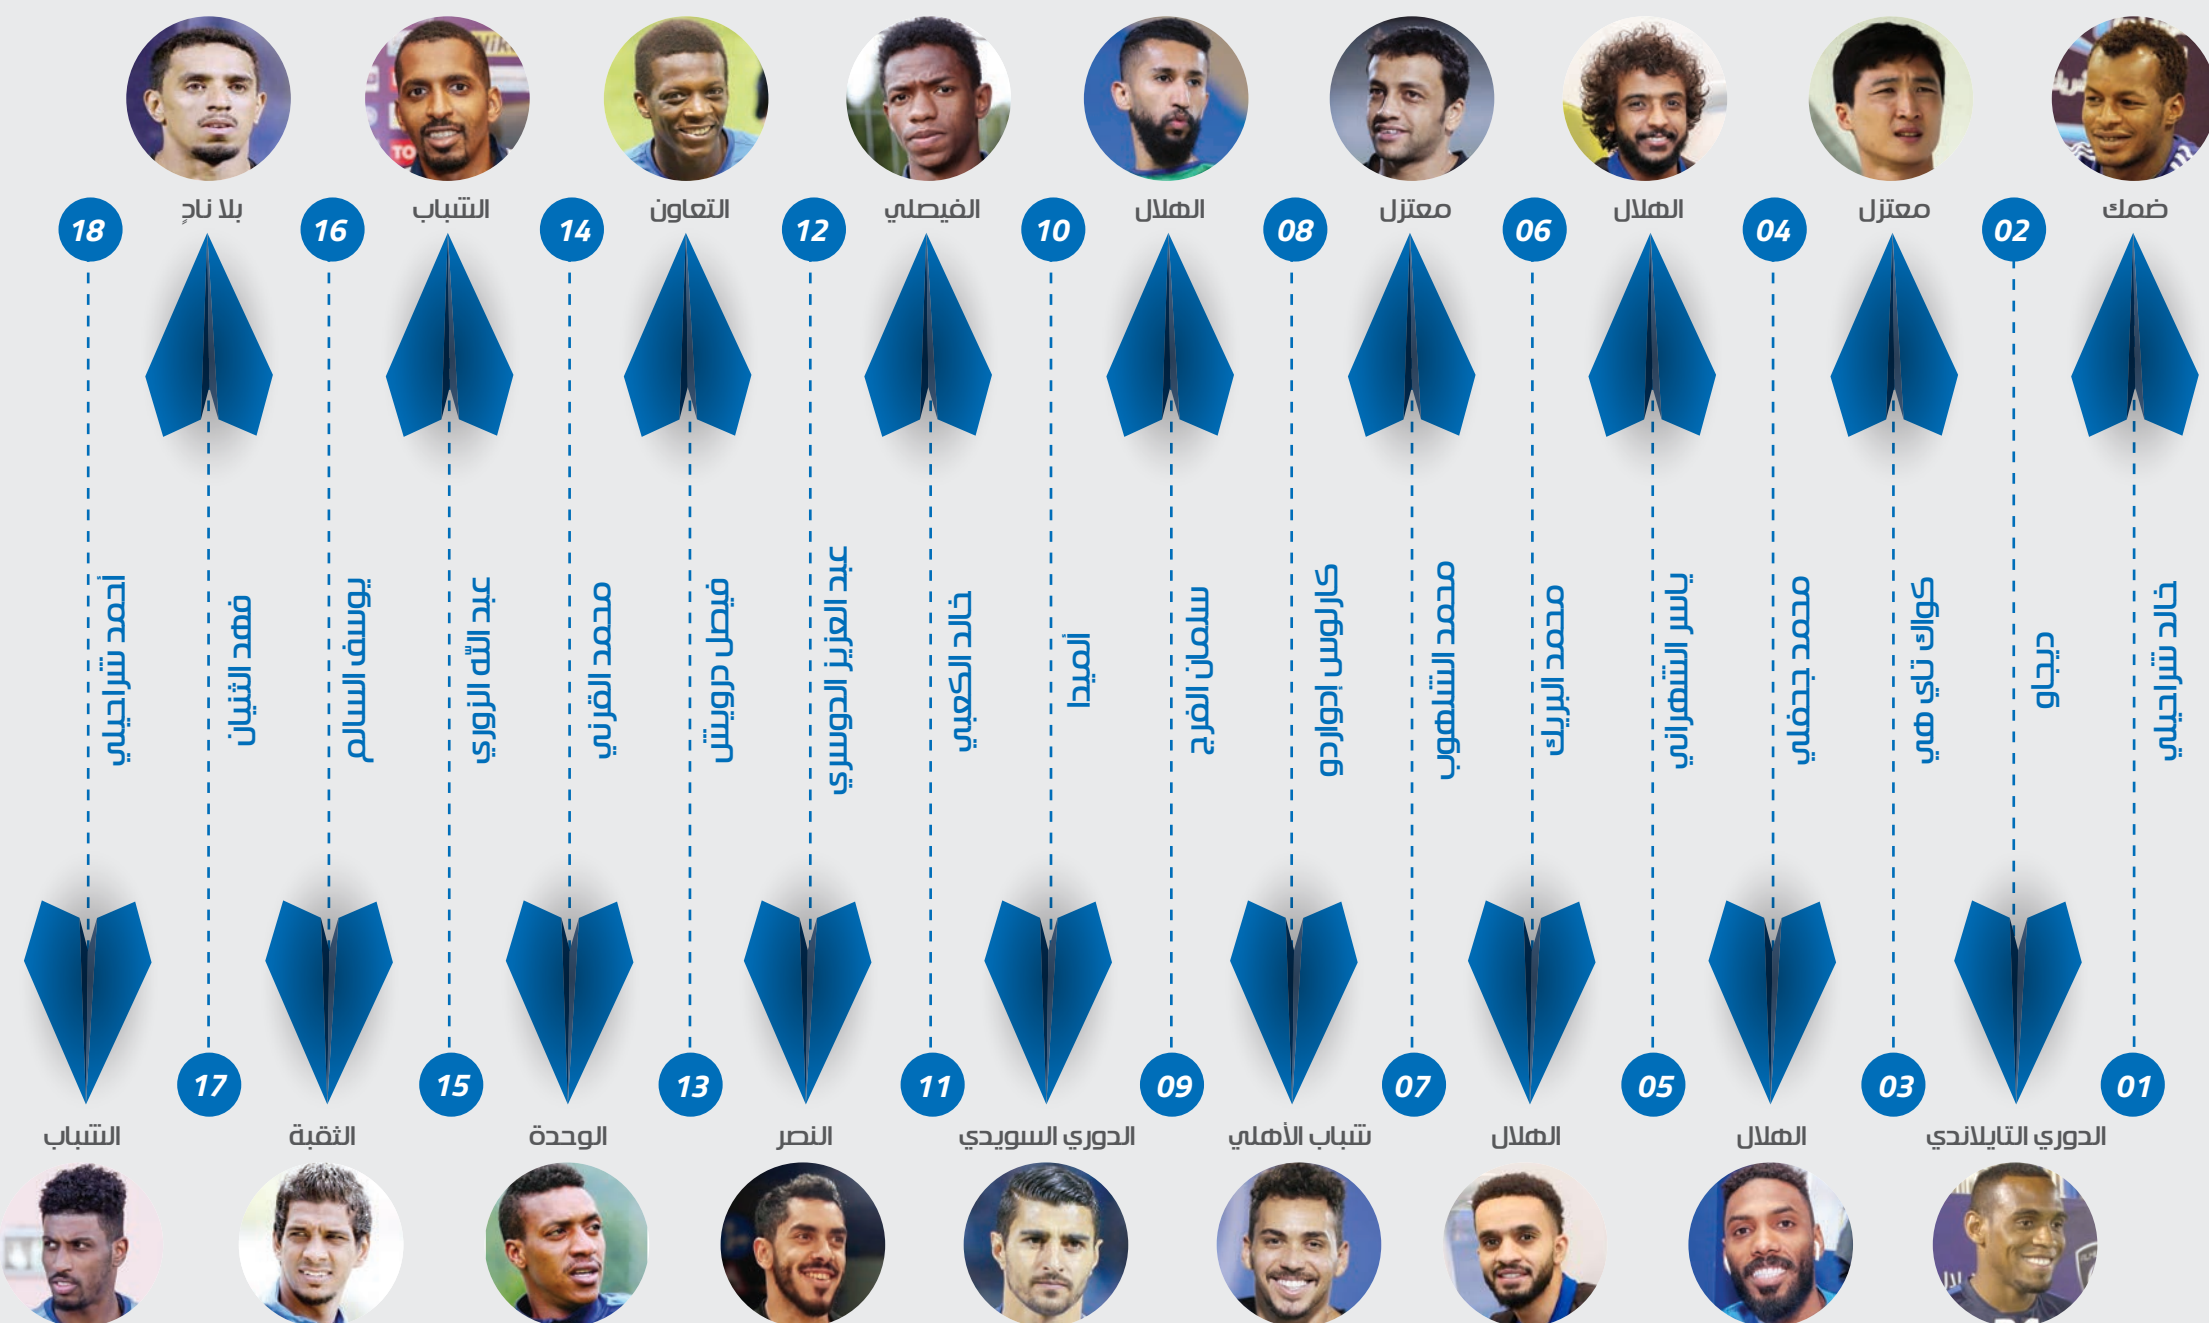 ضمك
معتزل
الهلال
معتزل
الهلال
الفيصلي
التعاون
الشباب
بلا نادٍ
02
04
06
08
10
12
14
16
18
خالد شراحيلي
ديجاو
كواك تاي هي
محمد جحفلي
ياسر الشهراني
محمد البريك
محمد الشلهوب
كارلوس إدواردو
سلمان الفرج
ألميدا
خالد الكعبي
عبد العزيز الدوسري
فيصل درويش
محمد القرني
عبد الله الزوري
يوسف السالم
فهد الثنيان
أحمد شراحيلي
01
03
05
07
09
11
13
15
17
الدوري التايلاندي
الهلال
الهلال
شباب الأهلي
الدوري السويدي
النصر
الوحدة
الثقبة
الشباب